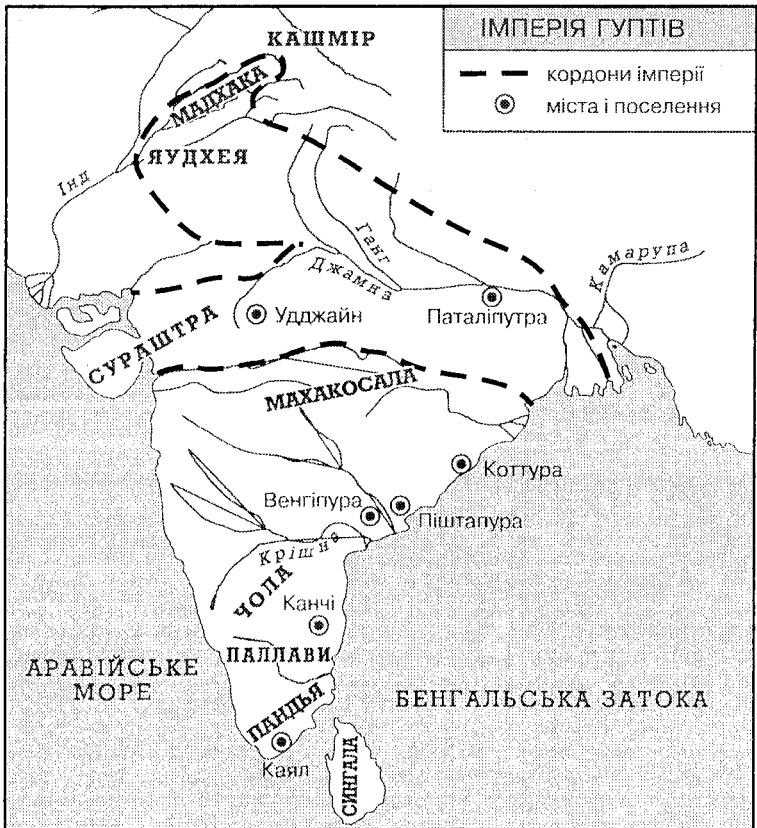 ІМПЕРІЯ ГУПТІВ
кордони імперії
міста і поселення
КАШМІР
МАДХАКА
ЯУДХЕЯ
Інд
Ганг
Джамна
Камарупа
Удджайн
Паталіпутра
СУРАШТРА
МАХАКОСАЛА
Коттура
Венгіпура
Піштапура
Крішна
ЧОЛА
Канчі
ПАЛЛАВИ
АРАВІЙСЬКЕ
МОРЕ
БЕНГАЛЬСЬКА ЗАТОКА
ПАНДЬЯ
Каял
СИНГАЛА